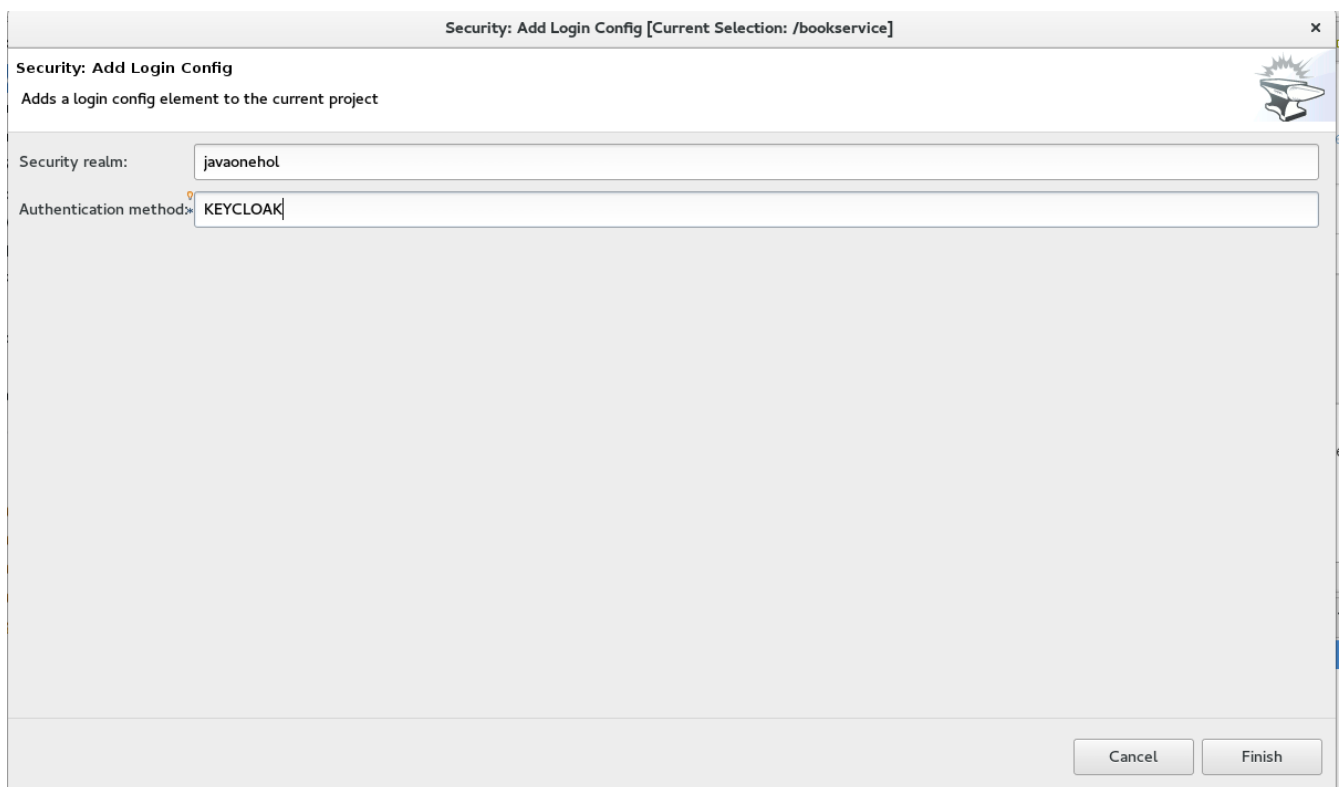 Security: Add Login Config [Current Selection: /bookservice]
Security: Add Login Config
Adds a login config element to the current project
Security realm: javaonehol
Authentication method:* KEYCLOAK
Cancel Finish